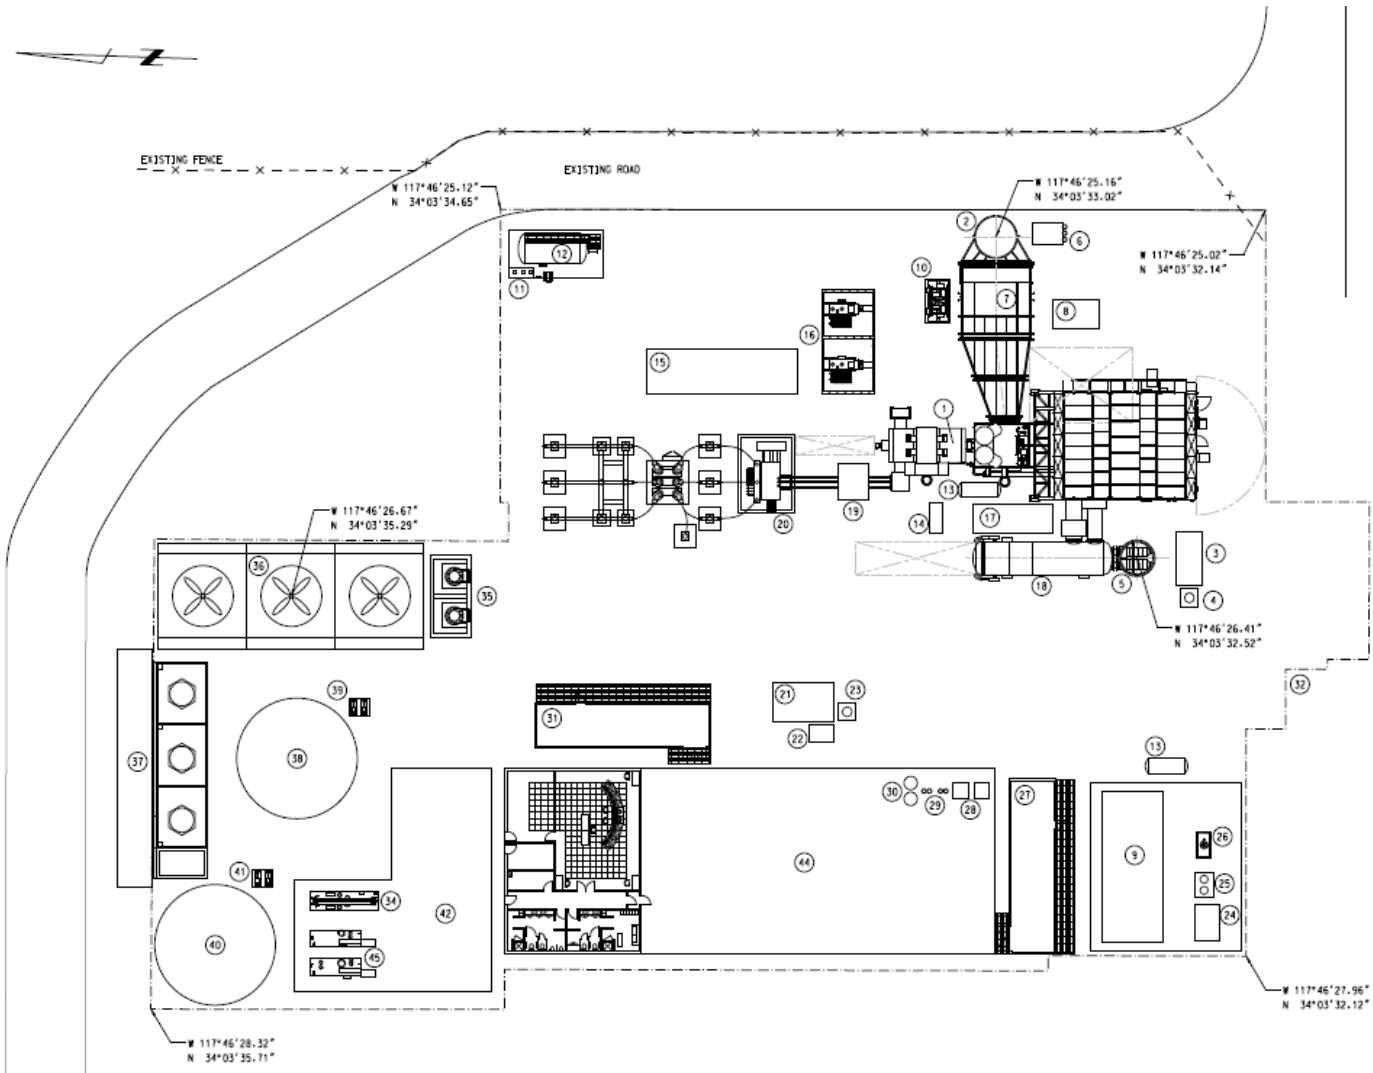 N
EXISTING FENCE
EXISTING ROAD
W 117°46'25.12"
N 34°03'34.65"
W 117°46'25.16"
N 34°03'33.02"
2
6
W 117°46'25.02"
N 34°03'32.14"
12
11
10
7
8
16
15
1
13
14
19
20
17
3
18
5
4
W 117°46'26.67"
N 34°03'35.29"
36
35
W 117°46'26.41"
N 34°03'32.52"
32
39
31
21
23
22
37
38
13
30
29
28
27
26
9
44
25
41
34
42
24
40
45
W 117°46'27.96"
N 34°03'32.12"
W 117°46'28.32"
N 34°03'35.71"